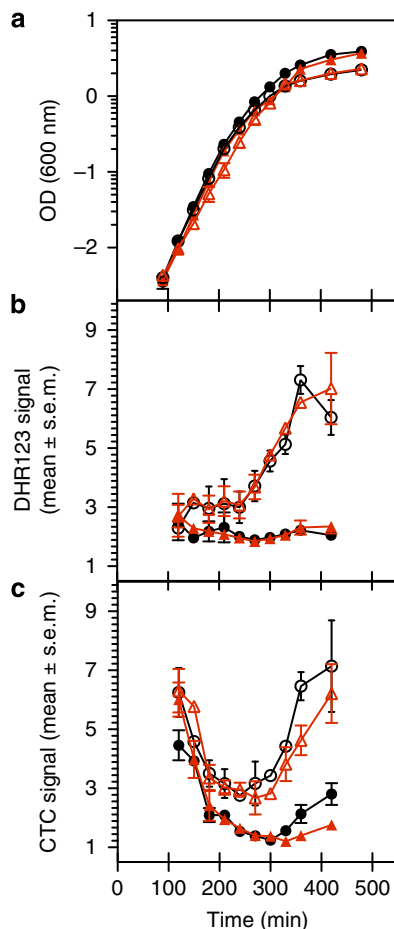 a
1
0
−1
−2
OD (600 nm)
b
9
7
5
3
1
DHR123 signal
(mean ± s.e.m.)
c
9
7
5
3
1
CTC signal (mean ± s.e.m.)
0 100 200 300 400 500
Time (min)